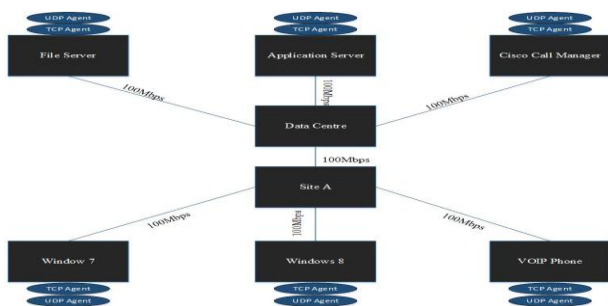 UDP Agent UDP Agent UDP Agent
TCP Agent TCP Agent TCP Agent
File Server Application Server Cisco Call Manager
100Mbps 100Mbps 100Mbps
Data Centre
100Mbps
Site A
100Mbps 100Mbps 100Mbps
Window 7 Windows 8 VOIP Phone
TCP Agent TCP Agent TCP Agent
UDP Agent UDP Agent UDP Agent